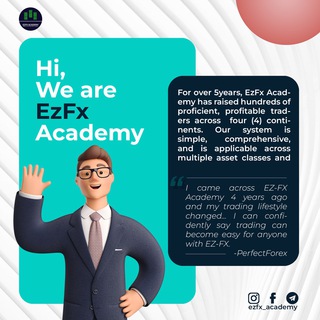 Hi,
We are
EzFx
Academy
For over 5years, EzFx Acad-
emy has raised hundreds of
proficient, profitable trad-
ers across four (4) conti-
nents. Our system is
simple, comprehensive,
and is applicable across
multiple asset classes and
“
I came across EZ-FX
Academy 4 years ago
and my trading lifestyle
changed... I can confi-
dently say trading can
become easy for anyone
with EZ-FX.
-PerfectForex
ezfx_academy